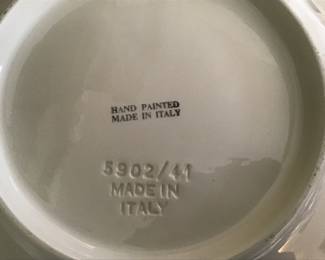 HAND PAINTED
MADE IN ITALY
5902/41
MADE IN
ITALY